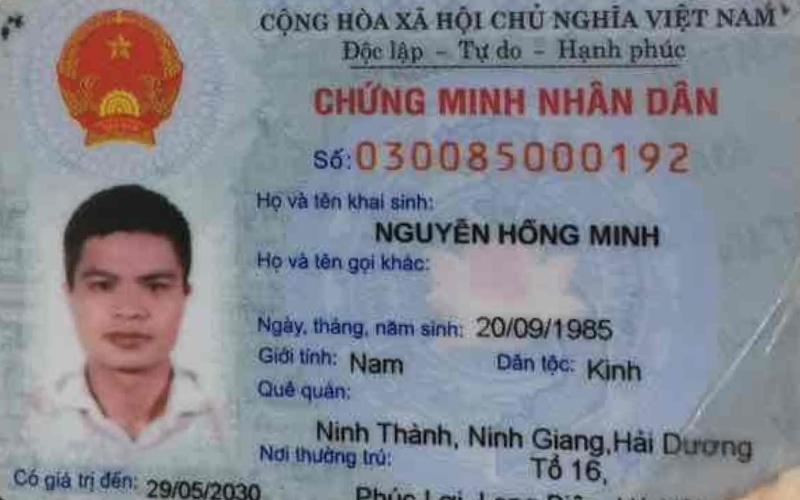 CỘNG HÒA XÃ HỘI CHỦ NGHĨA VIỆT NAM
Độc lập - Tự do - Hạnh phúc
CHỨNG MINH NHÂN DÂN
Số: 030085000192
Họ và tên khai sinh:
NGUYỄN HỒNG MINH
Họ và tên gọi khác:
Ngày, tháng, năm sinh: 20/09/1985
Giới tính: Nam Dân tộc: Kinh
Quê quán:
Ninh Thành, Ninh Giang,Hải Dương
Nơi thường trú: Tổ 16,
Có giá trị đến: 29/05/2030
Phúc Lợi, Long